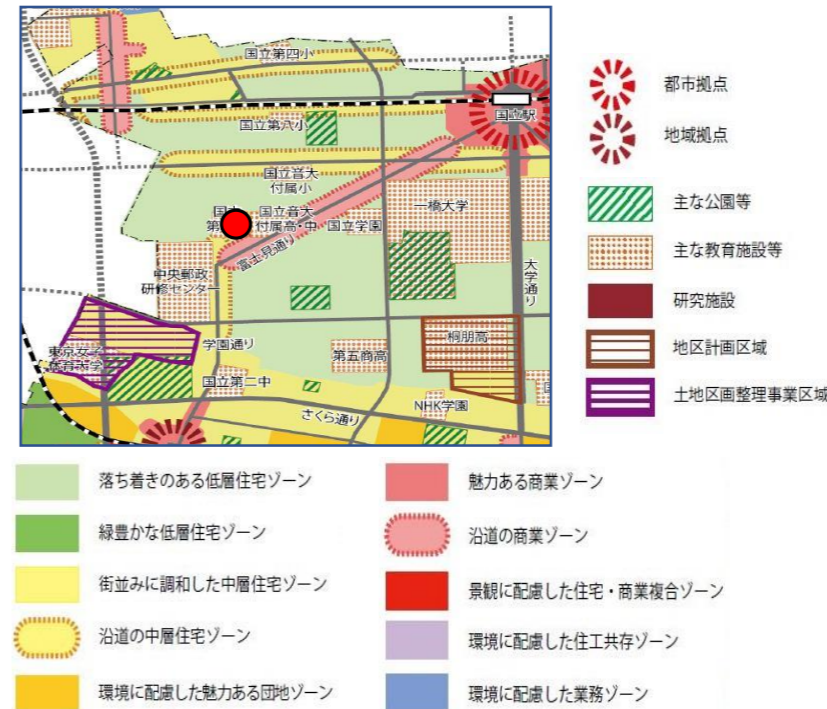 国立第四小
国立第八小
国立駅
国立音大
付属小
一橋大学
国立
第
国立音大
付属高・中
国立学園
富士見通り
中央郵政
研修センター
大学通り
学園通り
桐朋高
東京女子
体育大学
第五商高
国立第二中
NHK学園
さくら通り
都市拠点
地域拠点
主な公園等
主な教育施設等
研究施設
地区計画区域
土地区画整理事業区域
落ち着きのある低層住宅ゾーン
緑豊かな低層住宅ゾーン
街並みに調和した中層住宅ゾーン
沿道の中層住宅ゾーン
環境に配慮した魅力ある団地ゾーン
魅力ある商業ゾーン
沿道の商業ゾーン
景観に配慮した住宅・商業複合ゾーン
環境に配慮した住工共存ゾーン
環境に配慮した業務ゾーン